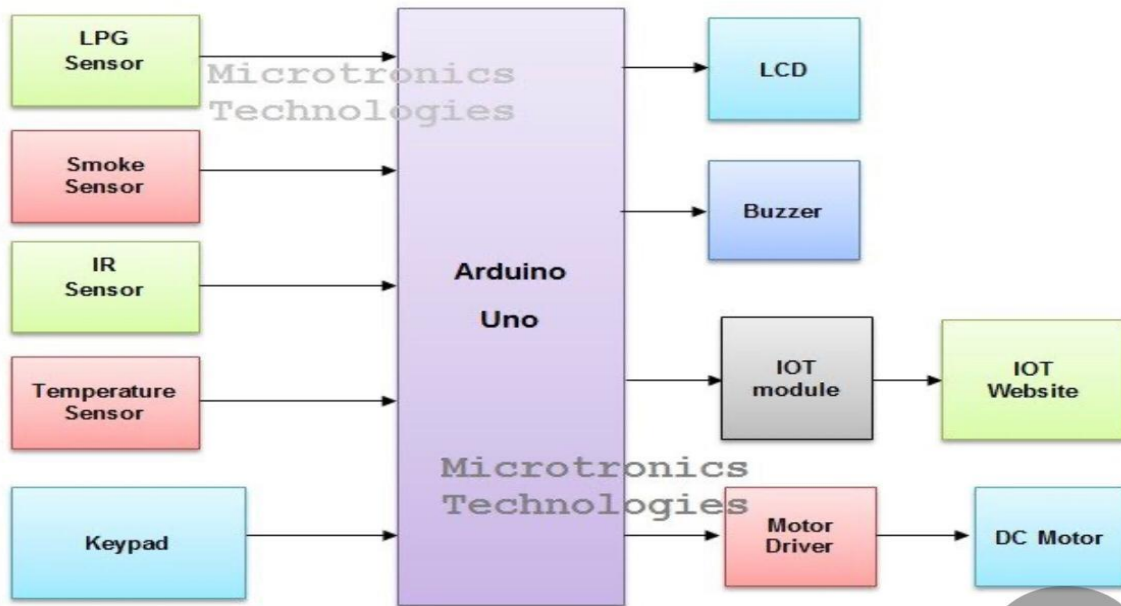 LPG
Sensor
Microtronics
Technologies
Smoke
Sensor
IR
Sensor
Temperature
Sensor
Keypad
Arduino
Uno
LCD
Buzzer
IOT
module
IOT
Website
Microtronics
Technologies
Motor
Driver
DC Motor